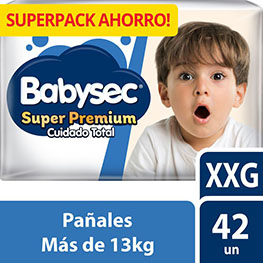 SUPERPACK AHORRO!
Babysec
Super Premium
Cuidado Total
XXG
Pañales
Más de 13kg
42
un